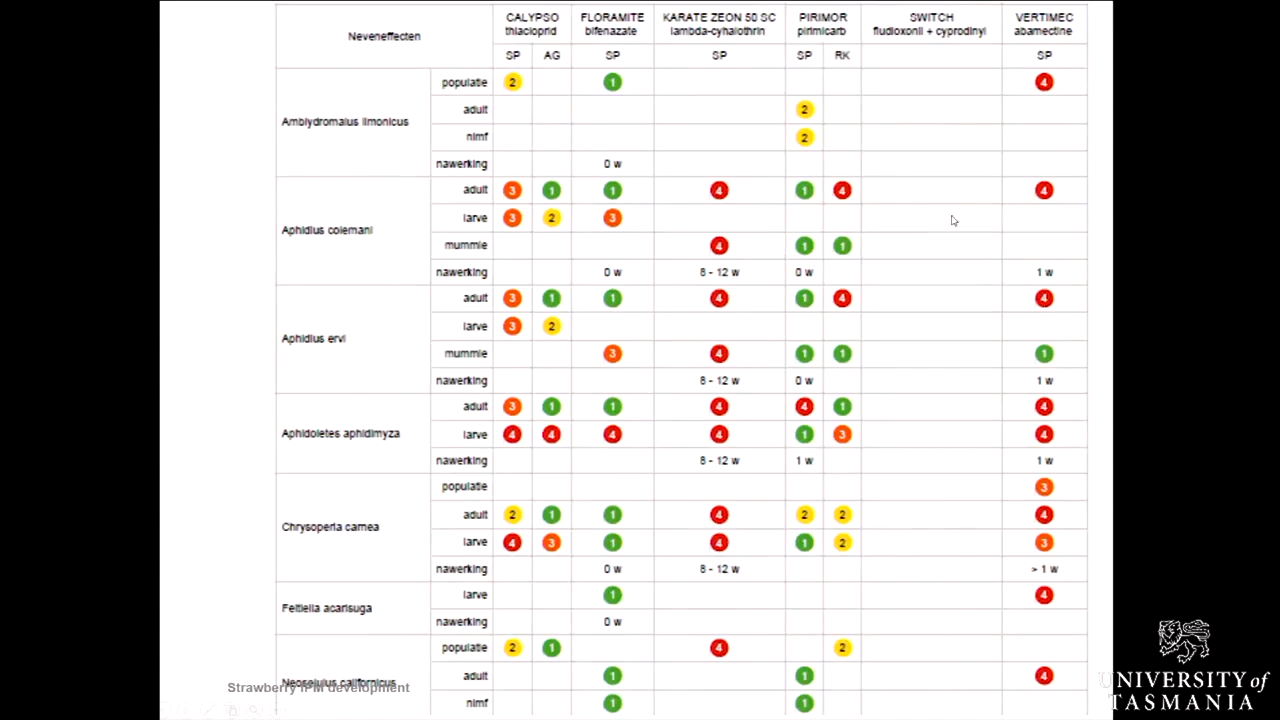 Neveneffecten CALYPSO FLORAMITE KARATE ZEON 50 SC PIRIMOR SWITCH VERTIMEC
thiacloprid bifenazate lambda-cyhalothrin pirimicarb fludioxonil + cyprodinyl abamectine
SP AG SP SP SP RK SP
Amblydromalus limonicus
populatie 2 1 4
adult 2
nimf 2
nawerking 0 w
Aphidius colemani
adult 3 1 1 4 1 4 4
larve 3 2 3
mummie 4 1 1
nawerking 0 w 8 - 12 w 0 w 1 w
Aphidius ervi
adult 3 1 1 4 1 4 4
larve 3 2
mummie 3 4 1 1 1
nawerking 8 - 12 w 0 w 1 w
Aphidoletes aphidimyza
adult 3 1 1 4 4 1 4
larve 4 4 4 4 1 3 4
nawerking 8 - 12 w 1 w 1 w
Chrysoperla carnea
populatie 3
adult 2 1 1 4 2 2 4
larve 4 3 1 4 1 2 3
nawerking 0 w 8 - 12 w > 1 w
Feltiella acarisuga
larve 1 4
nawerking 0 w
Neoseiulus californicus
populatie 2 1 4 2
adult 1 1 4
nimf 1 1
Strawberry IPM development
UNIVERSITY of
TASMANIA